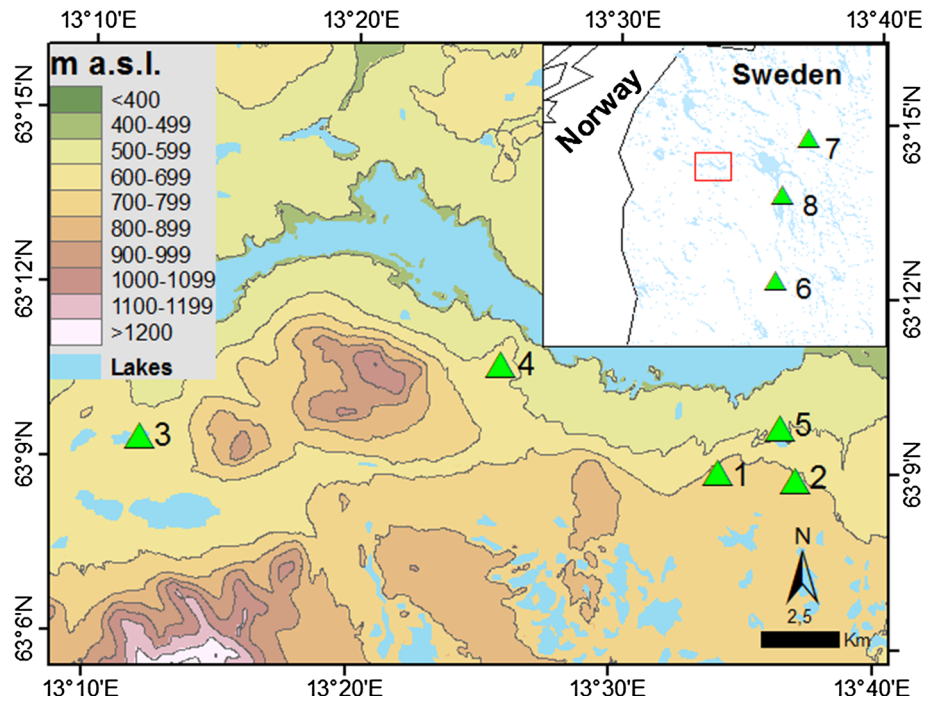 13°10'E 13°20'E 13°30'E 13°40'E
m a.s.l.
<400
400-499
500-599
600-699
700-799
800-899
900-999
1000-1099
1100-1199
>1200
Lakes
Norway
Sweden
7
8
6
63°15'N
63°12'N
63°9'N
63°6'N
63°15'N
63°12'N
63°9'N
4
3
5
1
2
N
2,5
Km
13°10'E 13°20'E 13°30'E 13°40'E